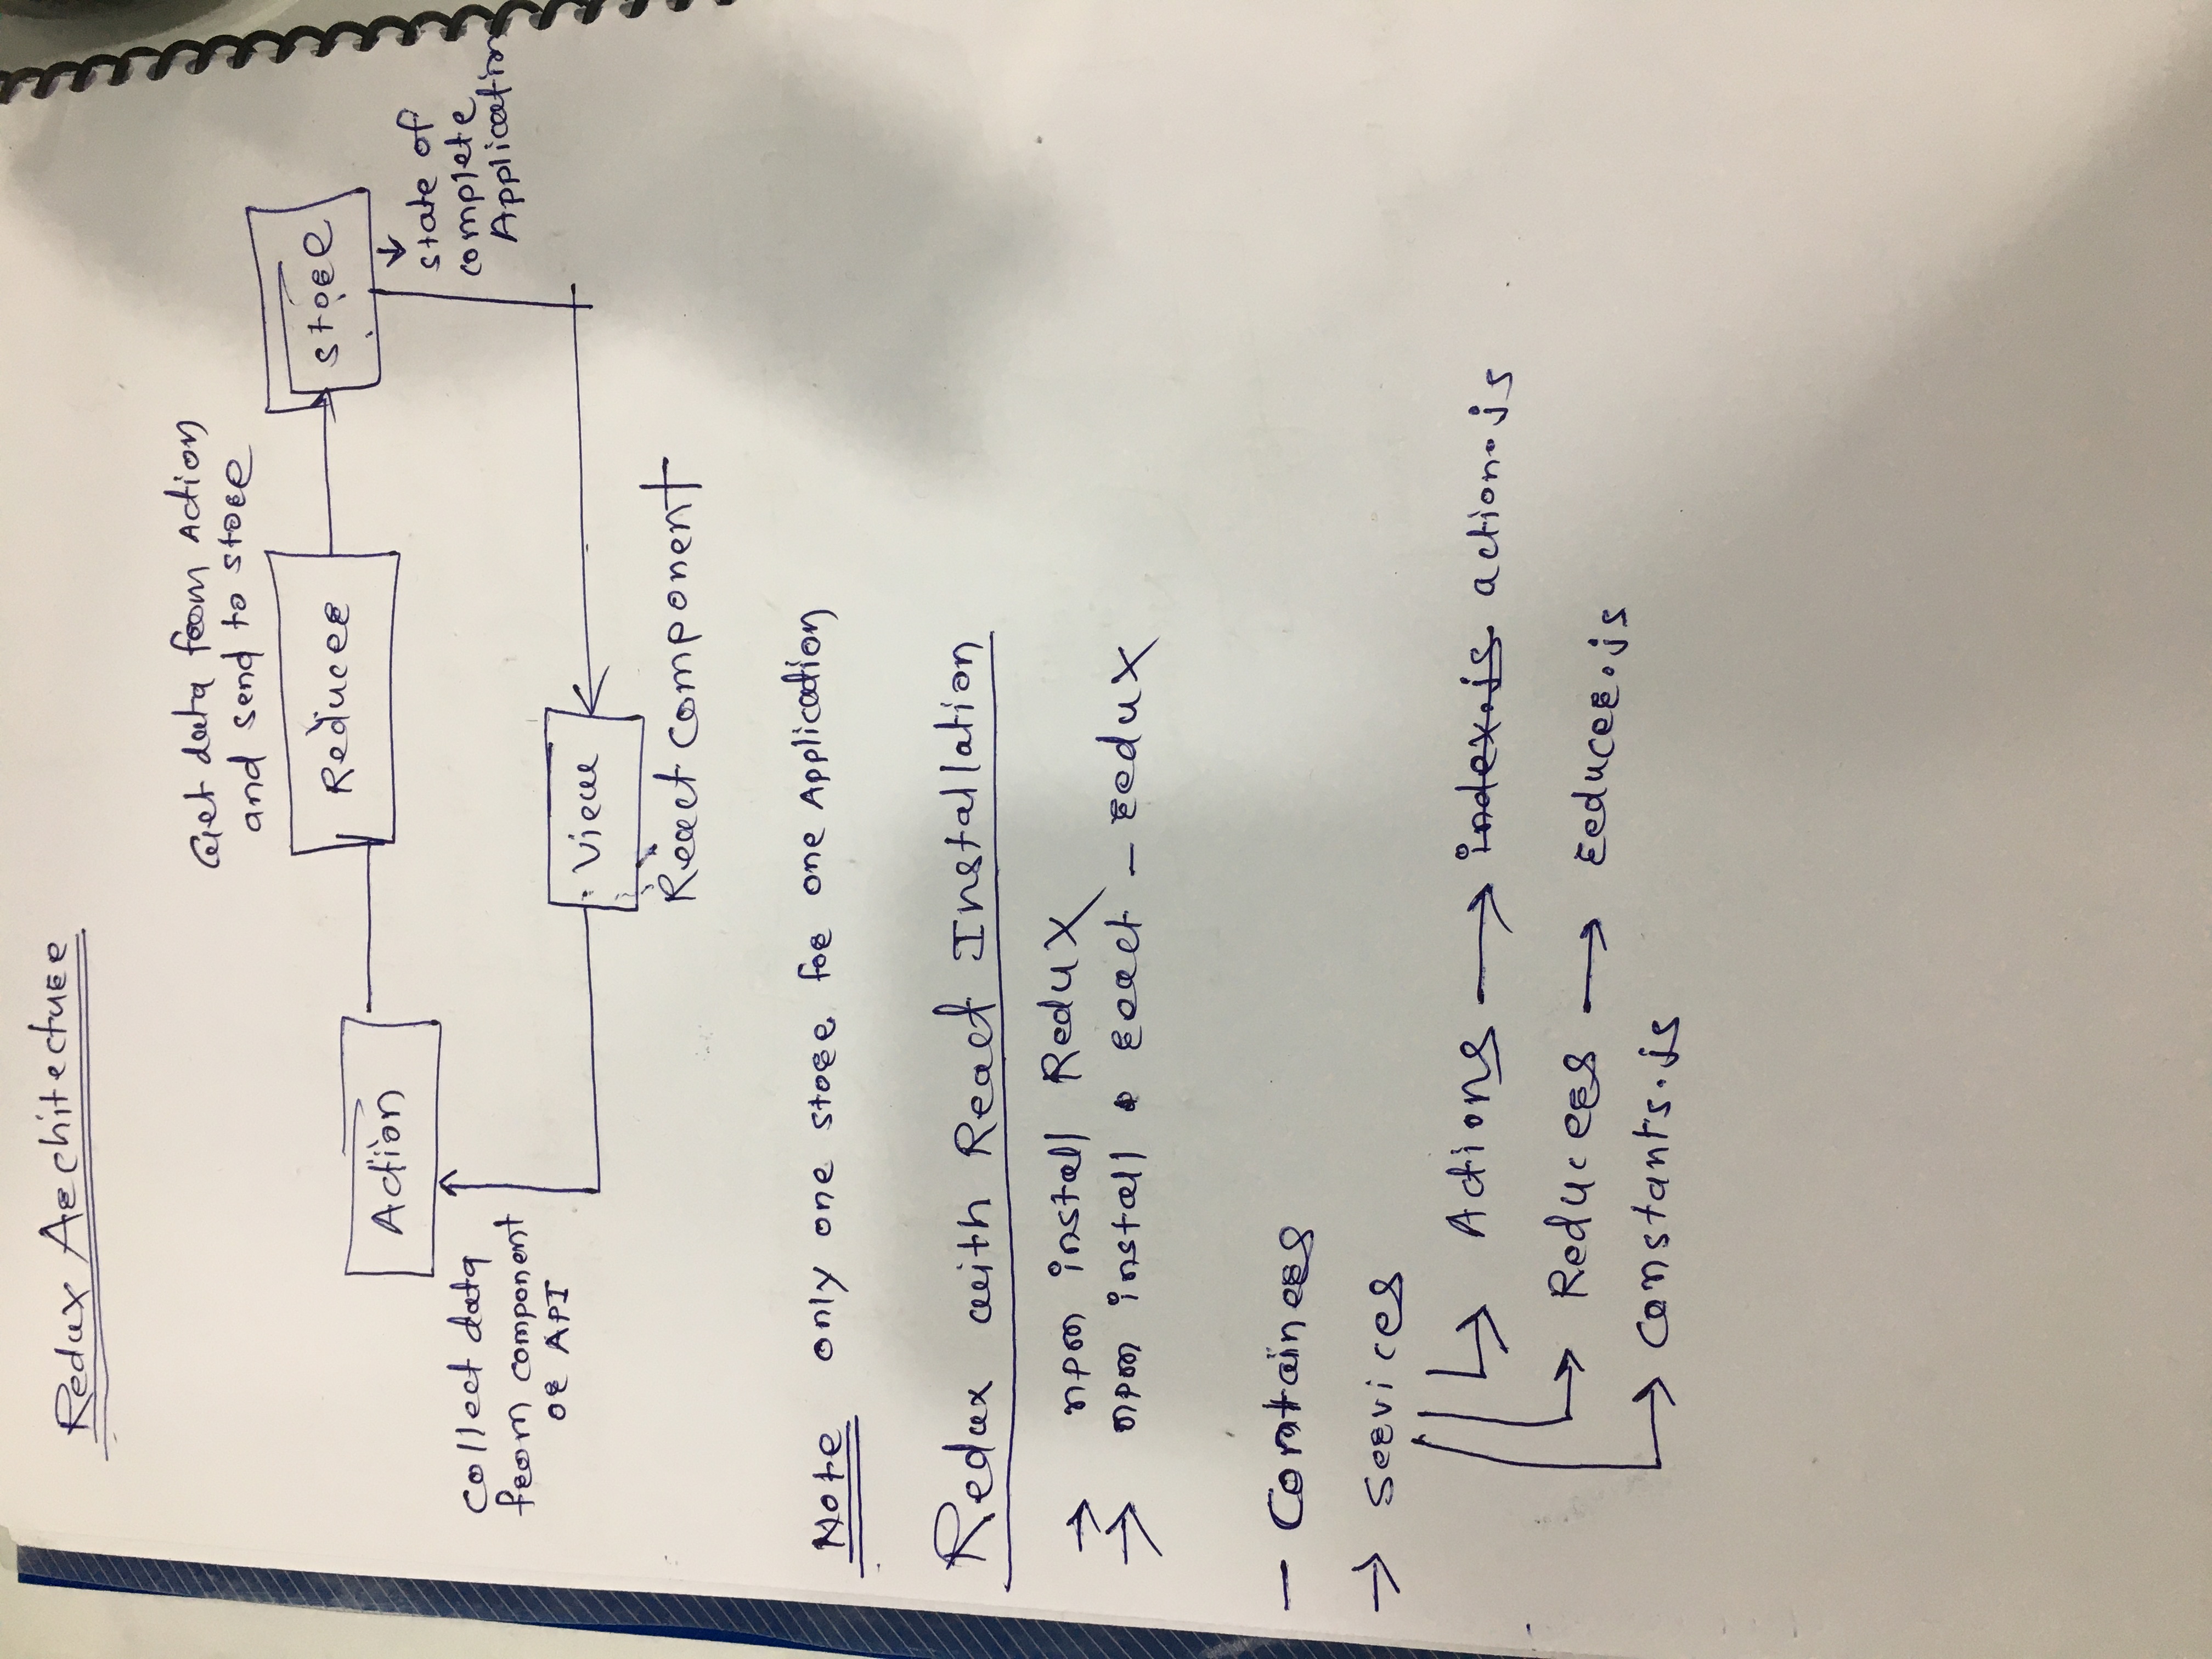 Redux Architecture
Get data from Action
and send to store
Action
Reducer
store
collect data
from component
or API
state of
complete
Application
View
React component
Note only one store for one Application
Redux with React Installation
→ npm install Redux
→ npm install react - redux
— Containers
→ services
→ Actions → index.js action.js
→ Reducers → reducer.js
→ constants.js